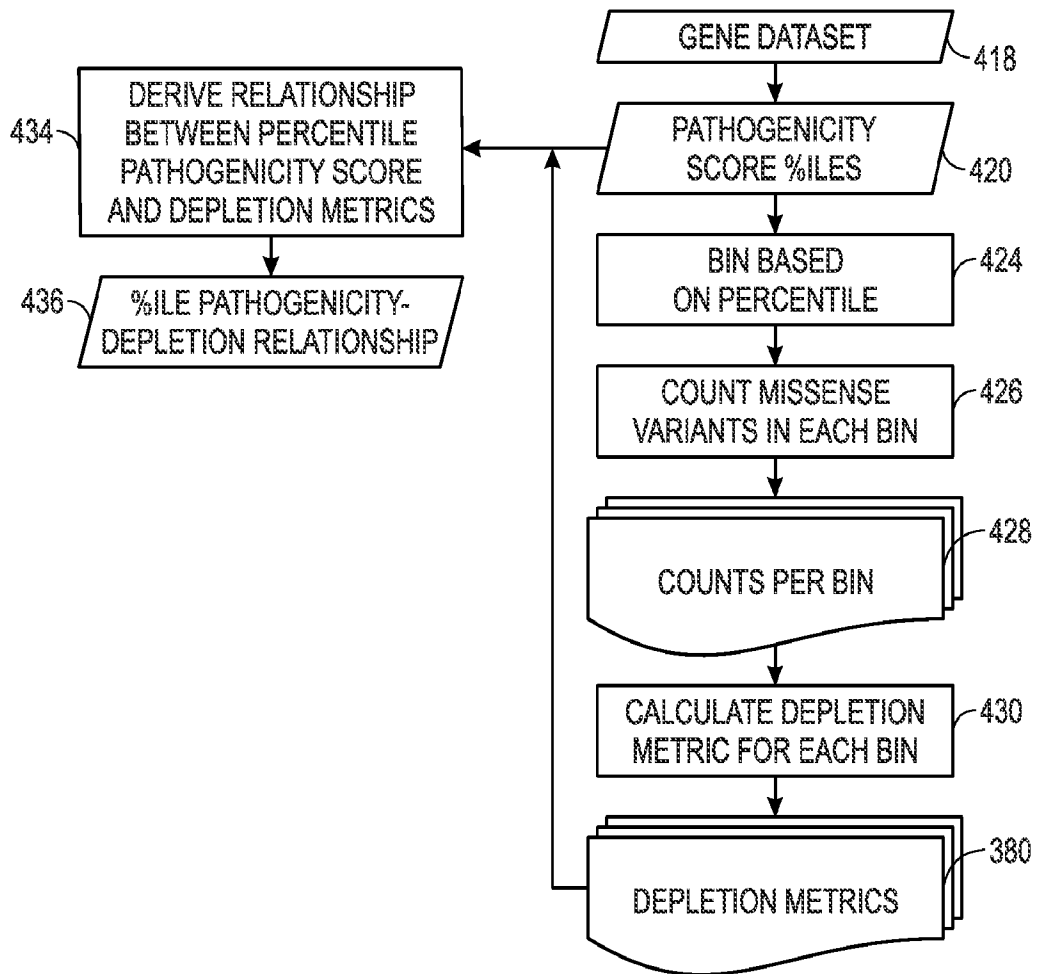 GENE DATASET
418
PATHOGENICITY
SCORE %ILES
420
BIN BASED
ON PERCENTILE
424
COUNT MISSENSE
VARIANTS IN EACH BIN
426
COUNTS PER BIN
428
CALCULATE DEPLETION
METRIC FOR EACH BIN
430
DEPLETION METRICS
380
434
DERIVE RELATIONSHIP
BETWEEN PERCENTILE
PATHOGENICITY SCORE
AND DEPLETION METRICS
436
%ILE PATHOGENICITY-
DEPLETION RELATIONSHIP